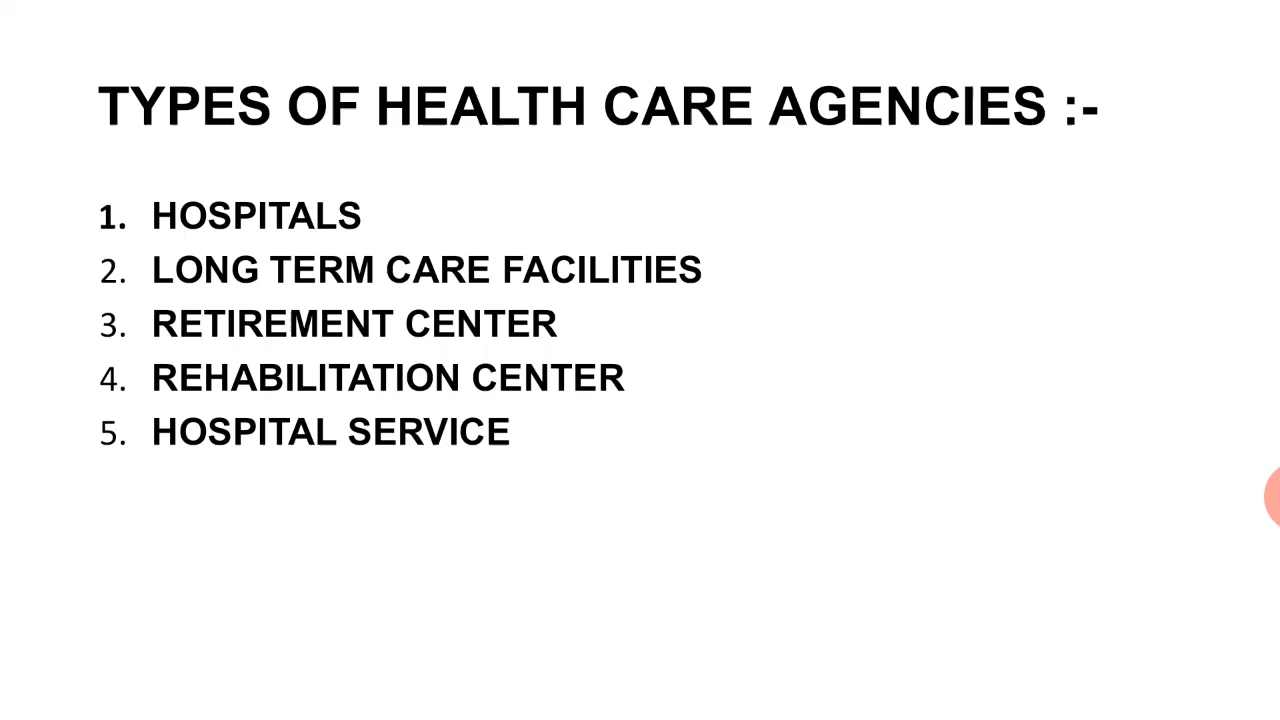 TYPES OF HEALTH CARE AGENCIES :-
1. HOSPITALS
2. LONG TERM CARE FACILITIES
3. RETIREMENT CENTER
4. REHABILITATION CENTER
5. HOSPITAL SERVICE